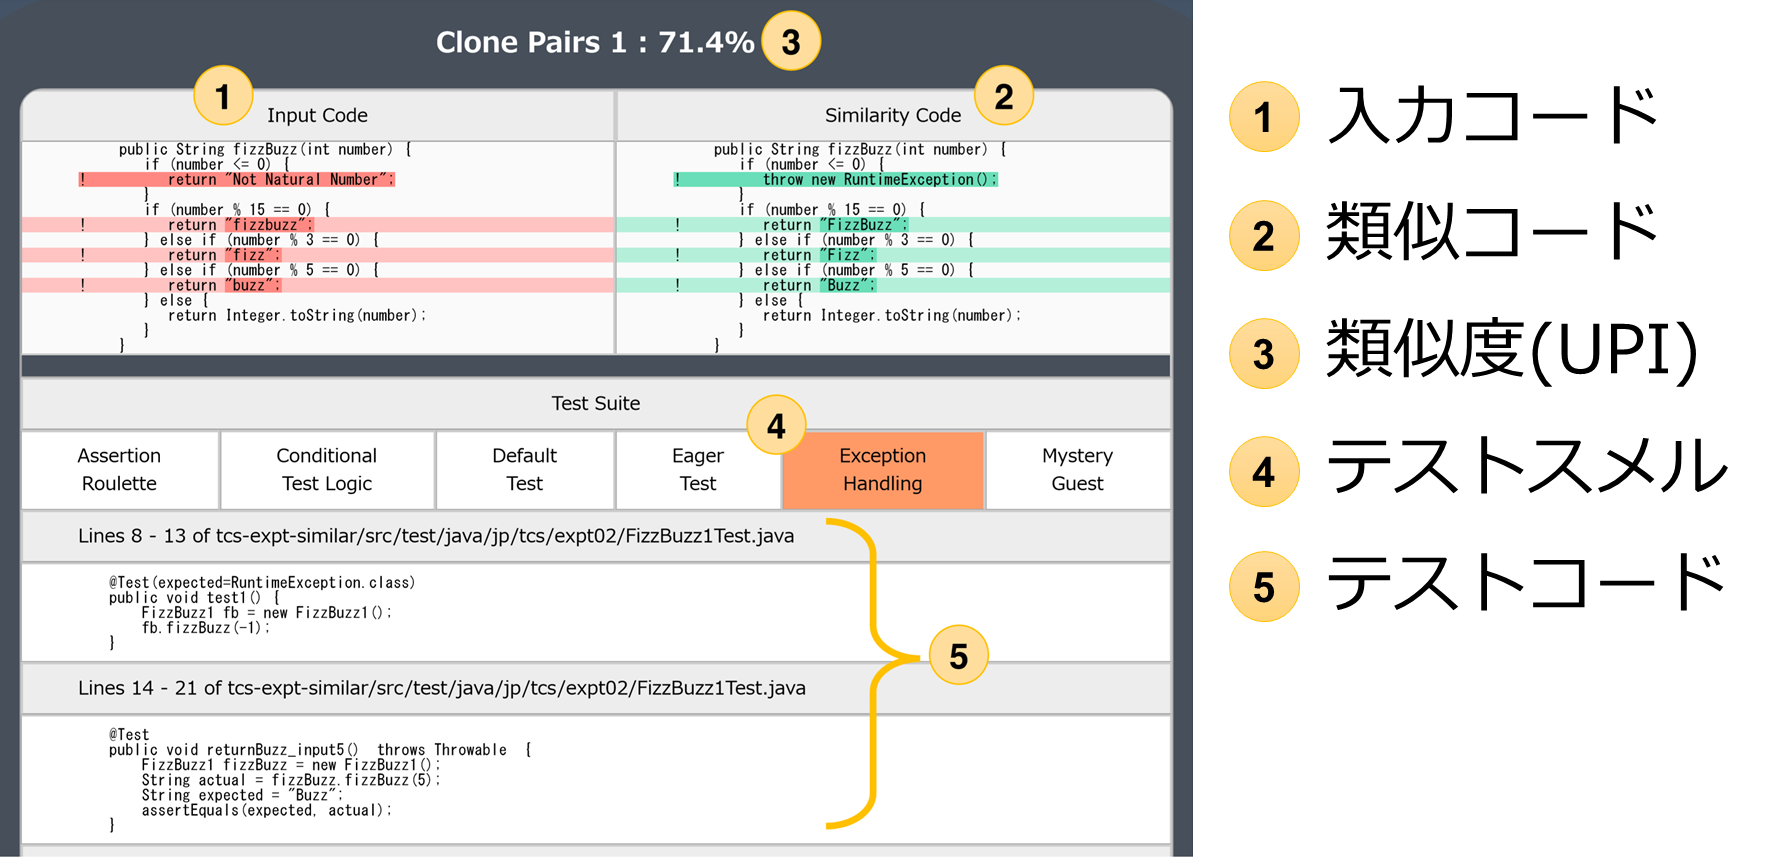 Clone Pairs 1 : 71.4%
3
1
Input Code
public String fizzBuzz(int number) {
if (number <= 0) {
! return "Not Natural Number";
}
if (number % 15 == 0) {
! return "fizzbuzz";
} else if (number % 3 == 0) {
! return "fizz";
} else if (number % 5 == 0) {
! return "buzz";
} else {
return Integer.toString(number);
}
}
2
Similarity Code
public String fizzBuzz(int number) {
if (number <= 0) {
! throw new RuntimeException();
}
if (number % 15 == 0) {
! return "FizzBuzz";
} else if (number % 3 == 0) {
! return "Fizz";
} else if (number % 5 == 0) {
! return "Buzz";
} else {
return Integer.toString(number);
}
}
Test Suite
4
Assertion
Roulette
Conditional
Test Logic
Default
Test
Eager
Test
Exception
Handling
Mystery
Guest
Lines 8 - 13 of tcs-expt-similar/src/test/java/jp/tcs/expt02/FizzBuzz1Test.java
@Test(expected=RuntimeException.class)
public void test1() {
FizzBuzz1 fb = new FizzBuzz1();
fb.fizzBuzz(-1);
}
5
Lines 14 - 21 of tcs-expt-similar/src/test/java/jp/tcs/expt02/FizzBuzz1Test.java
@Test
public void returnBuzz_input5() throws Throwable {
FizzBuzz1 fizzBuzz = new FizzBuzz1();
String actual = fizzBuzz.fizzBuzz(5);
String expected = "Buzz";
assertEquals(expected, actual);
}
1 入力コード
2 類似コード
3 類似度(UPI)
4 テストスメル
5 テストコード